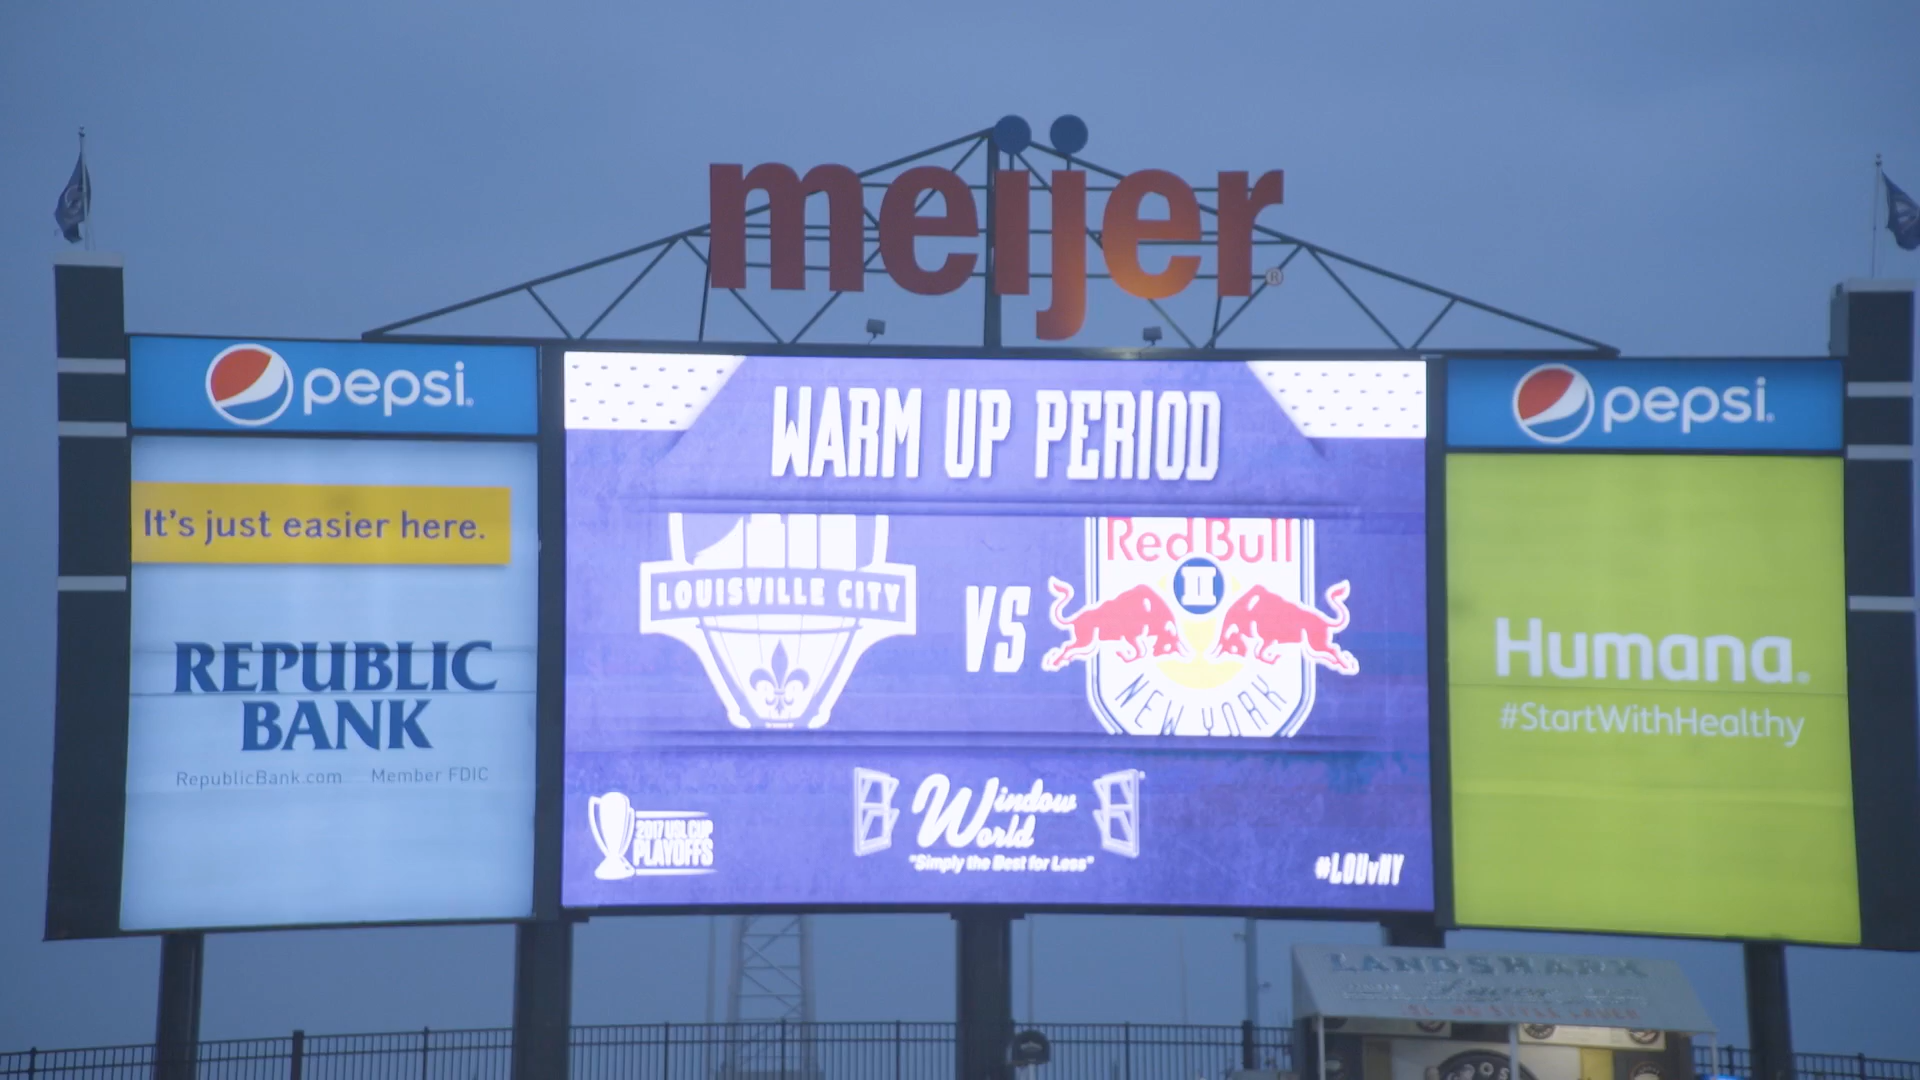 meijer®
pepsi.
It's just easier here.
REPUBLIC
BANK
RepublicBank.com Member FDIC
WARM UP PERIOD
LOUISVILLE CITY
VS
Red Bull
II
NEW YORK
2017 USL CUP
PLAYOFFS
Window
World
"Simply the Best for Less"
#LOUvNY
pepsi.
Humana.
#StartWithHealthy
LANDSHARK